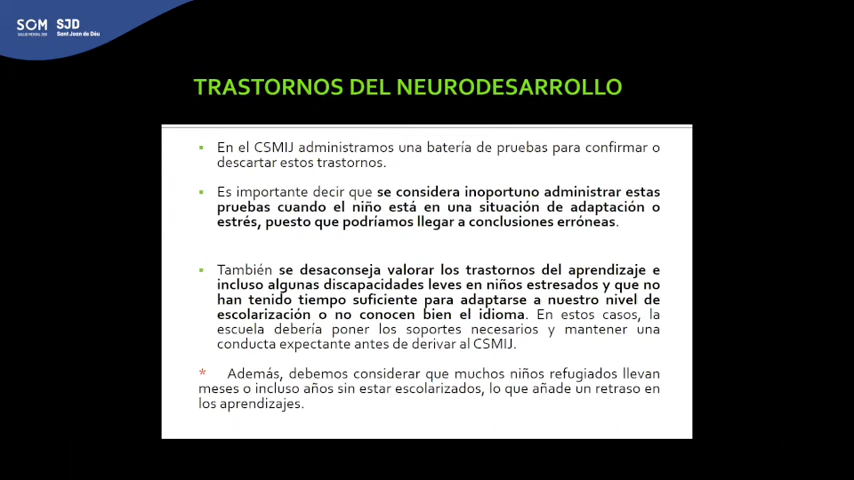 SOM
SALUD MENTAL 360
SJD
Sant Joan de Déu
TRASTORNOS DEL NEURODESARROLLO
▪ En el CSMIJ administramos una batería de pruebas para confirmar o
descartar estos trastornos.
▪ Es importante decir que se considera inoportuno administrar estas
pruebas cuando el niño está en una situación de adaptación o
estrés, puesto que podríamos llegar a conclusiones erróneas.
▪ También se desaconseja valorar los trastornos del aprendizaje e
incluso algunas discapacidades leves en niños estresados y que no
han tenido tiempo suficiente para adaptarse a nuestro nivel de
escolarización o no conocen bien el idioma. En estos casos, la
escuela debería poner los soportes necesarios y mantener una
conducta expectante antes de derivar al CSMIJ.
* Además, debemos considerar que muchos niños refugiados llevan
meses o incluso años sin estar escolarizados, lo que añade un retraso en
los aprendizajes.